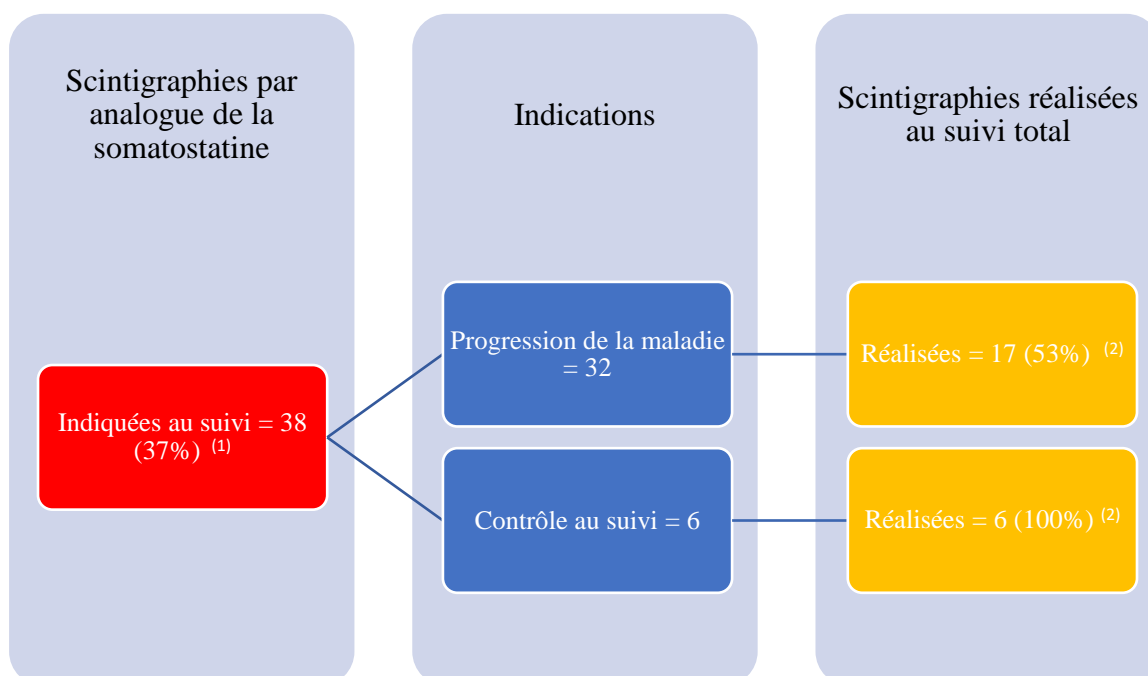 Scintigraphies par
analogue de la
somatostatine
Indications
Scintigraphies réalisées
au suivi total
Indiquées au suivi = 38
(37%) (1)
Progression de la maladie
= 32
Contrôle au suivi = 6
Réalisées = 17 (53%) (2)
Réalisées = 6 (100%) (2)